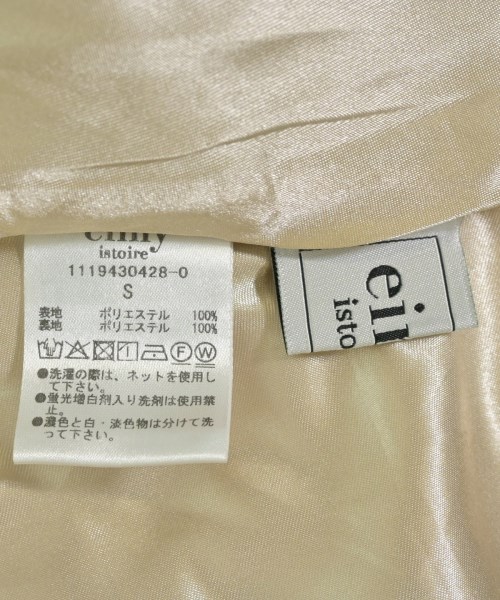 eimy
istoire
1119430428-0
S
表地 ポリエステル 100%
裏地 ポリエステル 100%
●洗濯の際は、ネットを使用し
て下さい。
●蛍光増白剤入り洗剤は使用禁
止。
●濃色と白・淡色物は分けて洗
って下さい。
ei
isto